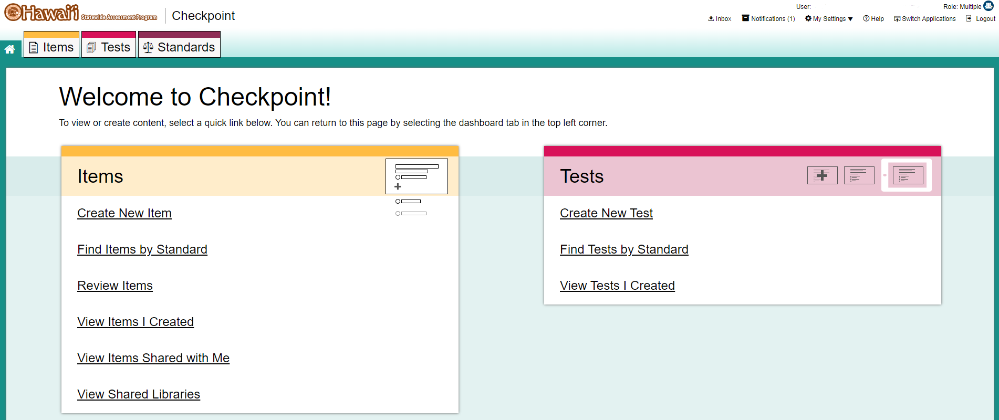 Hawai'i Statewide Assessment Program
Checkpoint
User:
Role: Multiple
Inbox
Notifications (1)
My Settings
Help
Switch Applications
Logout
Items
Tests
Standards
Welcome to Checkpoint!
To view or create content, select a quick link below. You can return to this page by selecting the dashboard tab in the top left corner.
Items
Create New Item
Find Items by Standard
Review Items
View Items I Created
View Items Shared with Me
View Shared Libraries
Tests
Create New Test
Find Tests by Standard
View Tests I Created